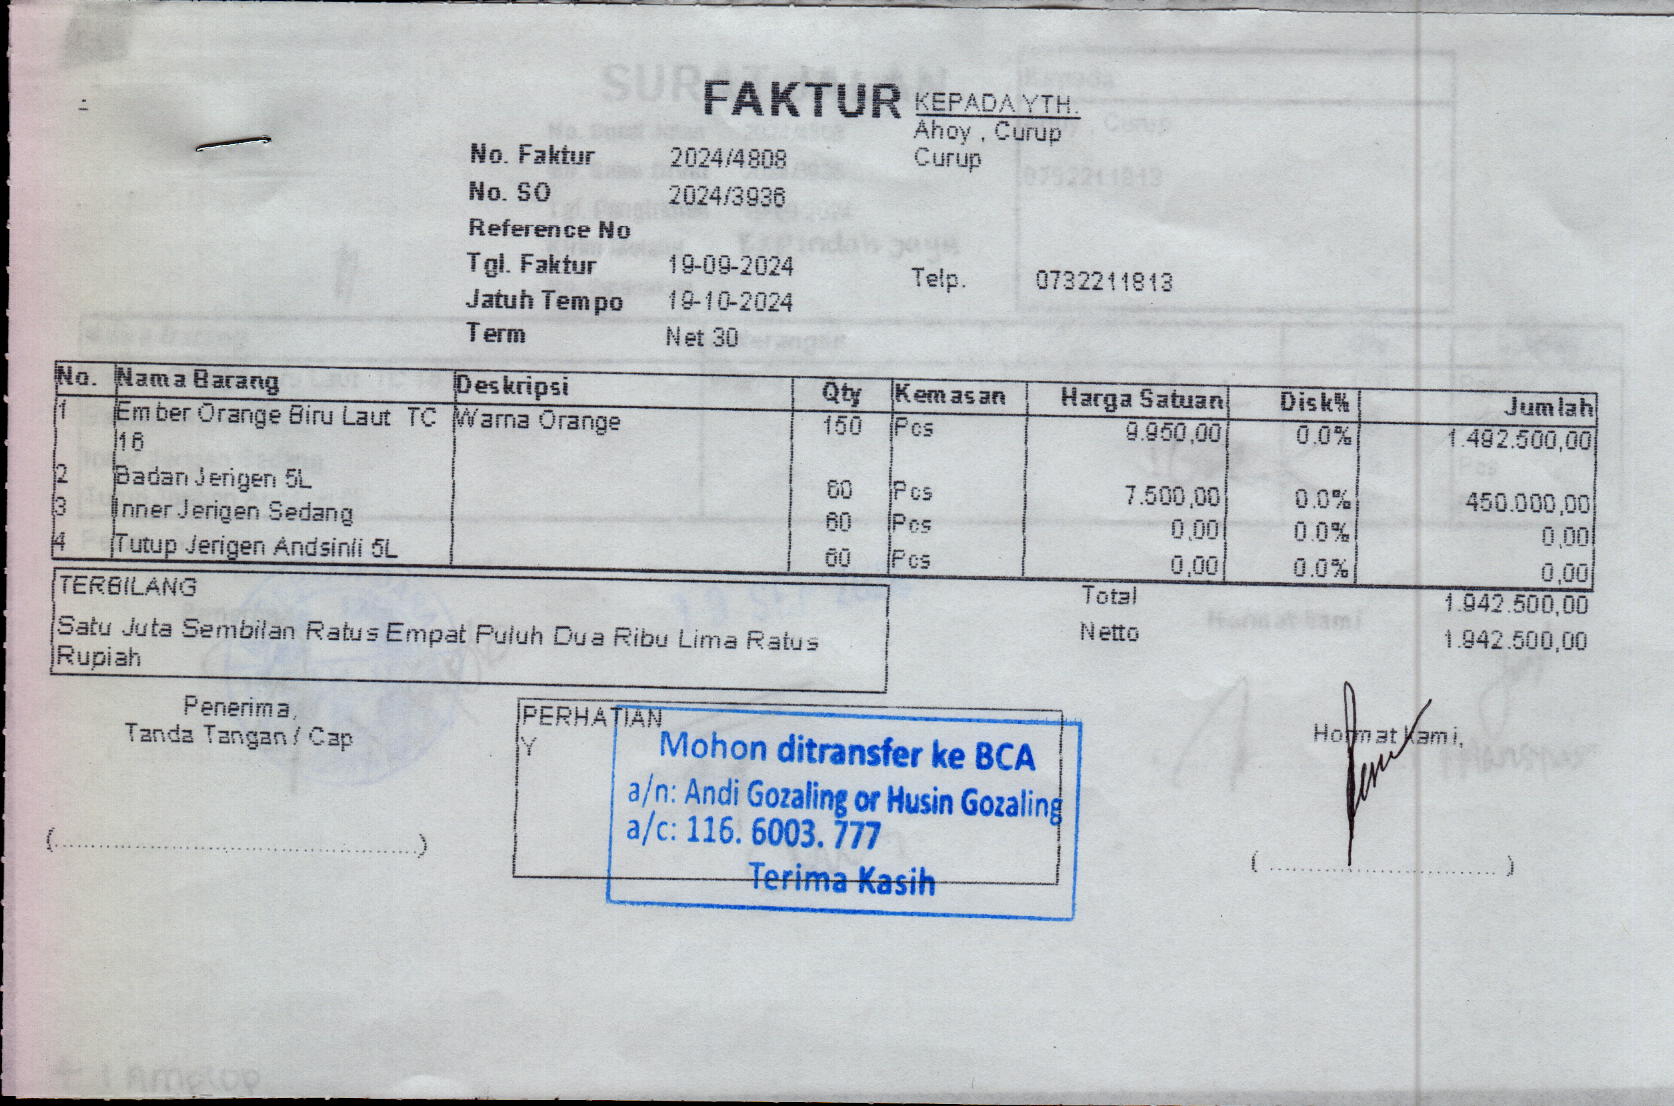 FAKTUR
KEPADA YTH.
Ahoy , Curup
Curup
No. Faktur 2024/4808
No. SO 2024/3936
Reference No
Tgl. Faktur 19-09-2024
Telp. 0732211813
Jatuh Tempo 19-10-2024
Term Net 30
No. Nama Barang Deskripsi Qty Kemasan Harga Satuan Disk% Jumlah
1 Ember Orange Biru Laut TC Warna Orange 150 Pcs 9.950,00 0.0% 1.492.500,00
16
2 Badan Jerigen 5L 60 Pcs 7.500,00 0.0% 450.000,00
3 Inner Jerigen Sedang 60 Pcs 0,00 0.0% 0,00
4 Tutup Jerigen Andsinli 5L 60 Pcs 0,00 0.0% 0,00
TERBILANG
Satu Juta Sembilan Ratus Empat Puluh Dua Ribu Lima Ratus
Rupiah
Total 1.942.500,00
Netto 1.942.500,00
Penerima,
Tanda Tangan / Cap
(..........)
PERHATIAN
Y
Mohon ditransfer ke BCA
a/n: Andi Gozaling or Husin Gozaling
a/c: 116. 6003. 777
Terima Kasih
Hormat Kami,
(..........)
SURAT JALAN
Kepada
+ 1 Amplop